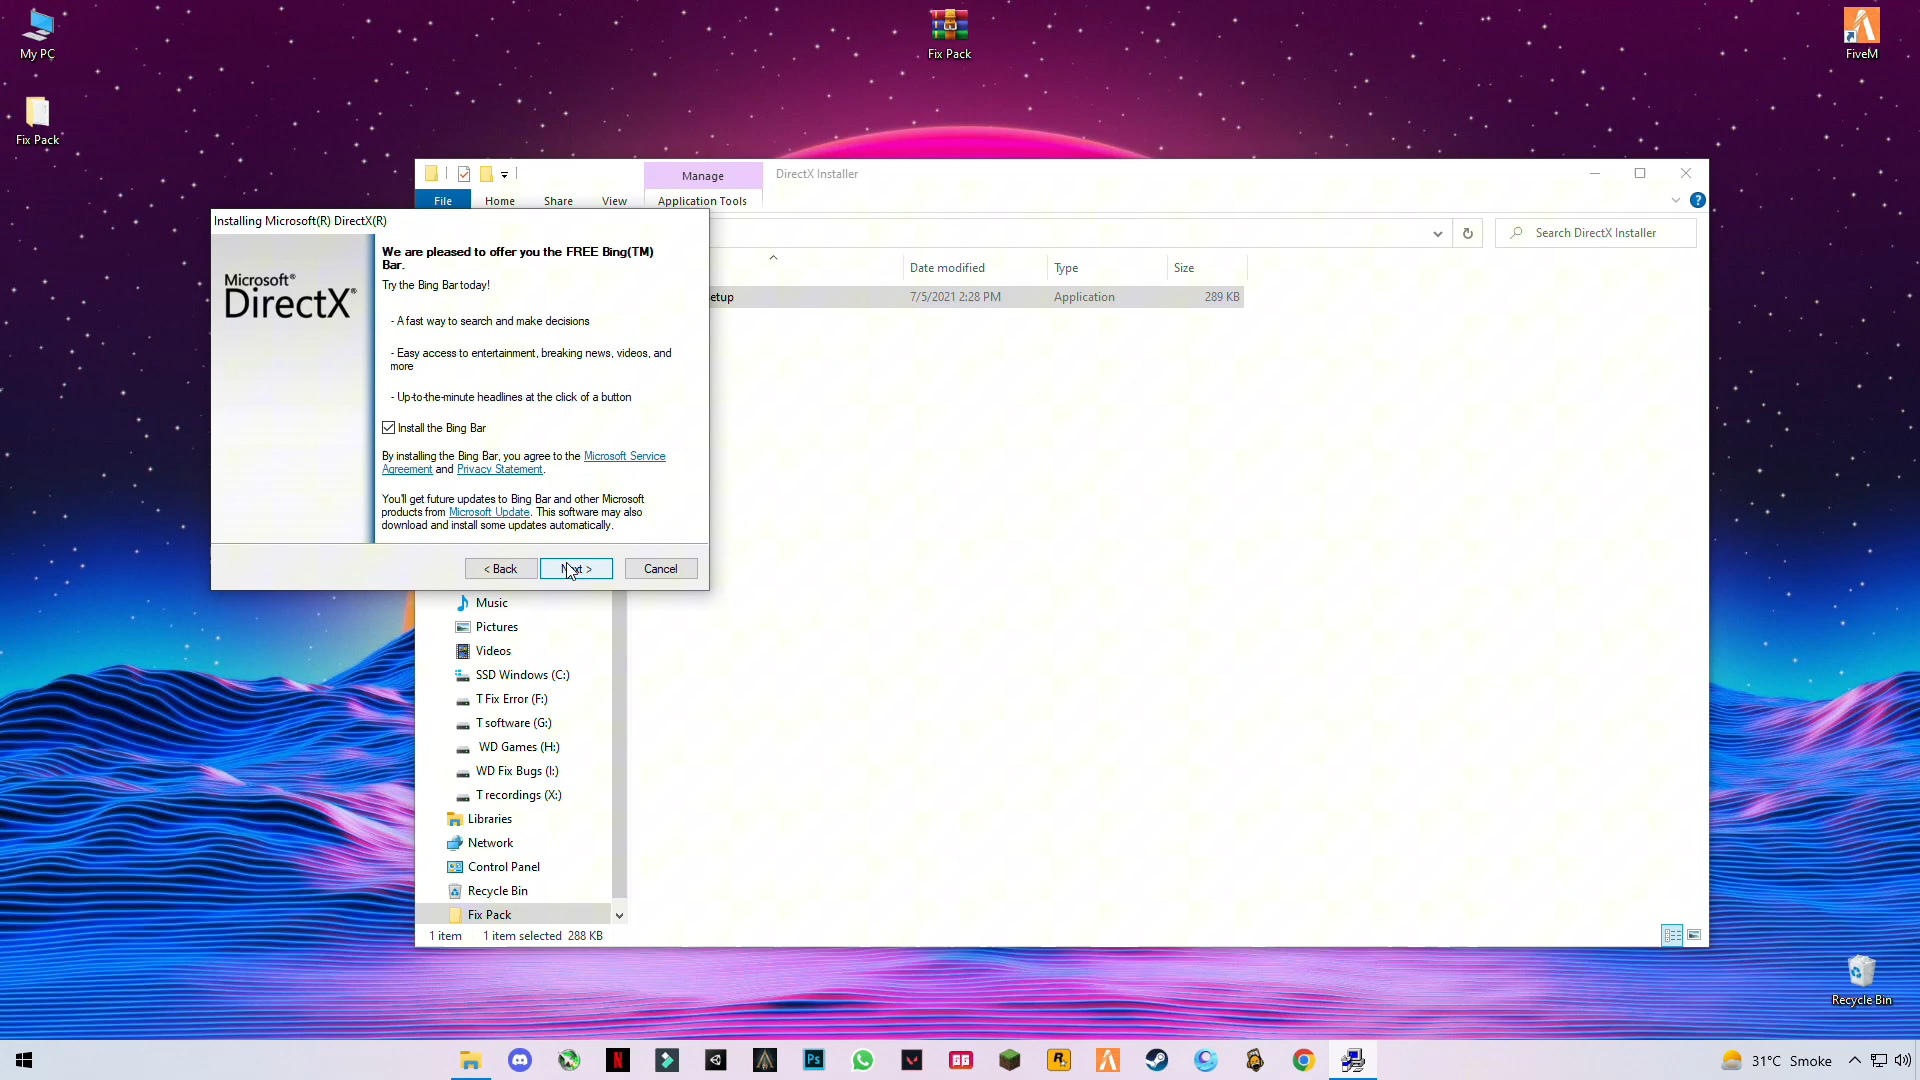 My PC
Fix Pack
FiveM
Fix Pack
Manage
DirectX Installer
File
Home
Share
View
Application Tools
Search DirectX Installer
Date modified
Type
Size
etup
7/5/2021 2:28 PM
Application
289 KB
Installing Microsoft(R) DirectX(R)
Microsoft®
DirectX®
We are pleased to offer you the FREE Bing(TM)
Bar.
Try the Bing Bar today!
- A fast way to search and make decisions
- Easy access to entertainment, breaking news, videos, and
more
- Up-to-the-minute headlines at the click of a button
Install the Bing Bar
By installing the Bing Bar, you agree to the Microsoft Service
Agreement and Privacy Statement.
You'll get future updates to Bing Bar and other Microsoft
products from Microsoft Update. This software may also
download and install some updates automatically.
< Back
Cancel
Music
Pictures
Videos
SSD Windows (C:)
T Fix Error (F:)
T software (G:)
WD Games (H:)
WD Fix Bugs (I:)
T recordings (X:)
Libraries
Network
Control Panel
Recycle Bin
Fix Pack
1 item
1 item selected 288 KB
Recycle Bin
31°C Smoke